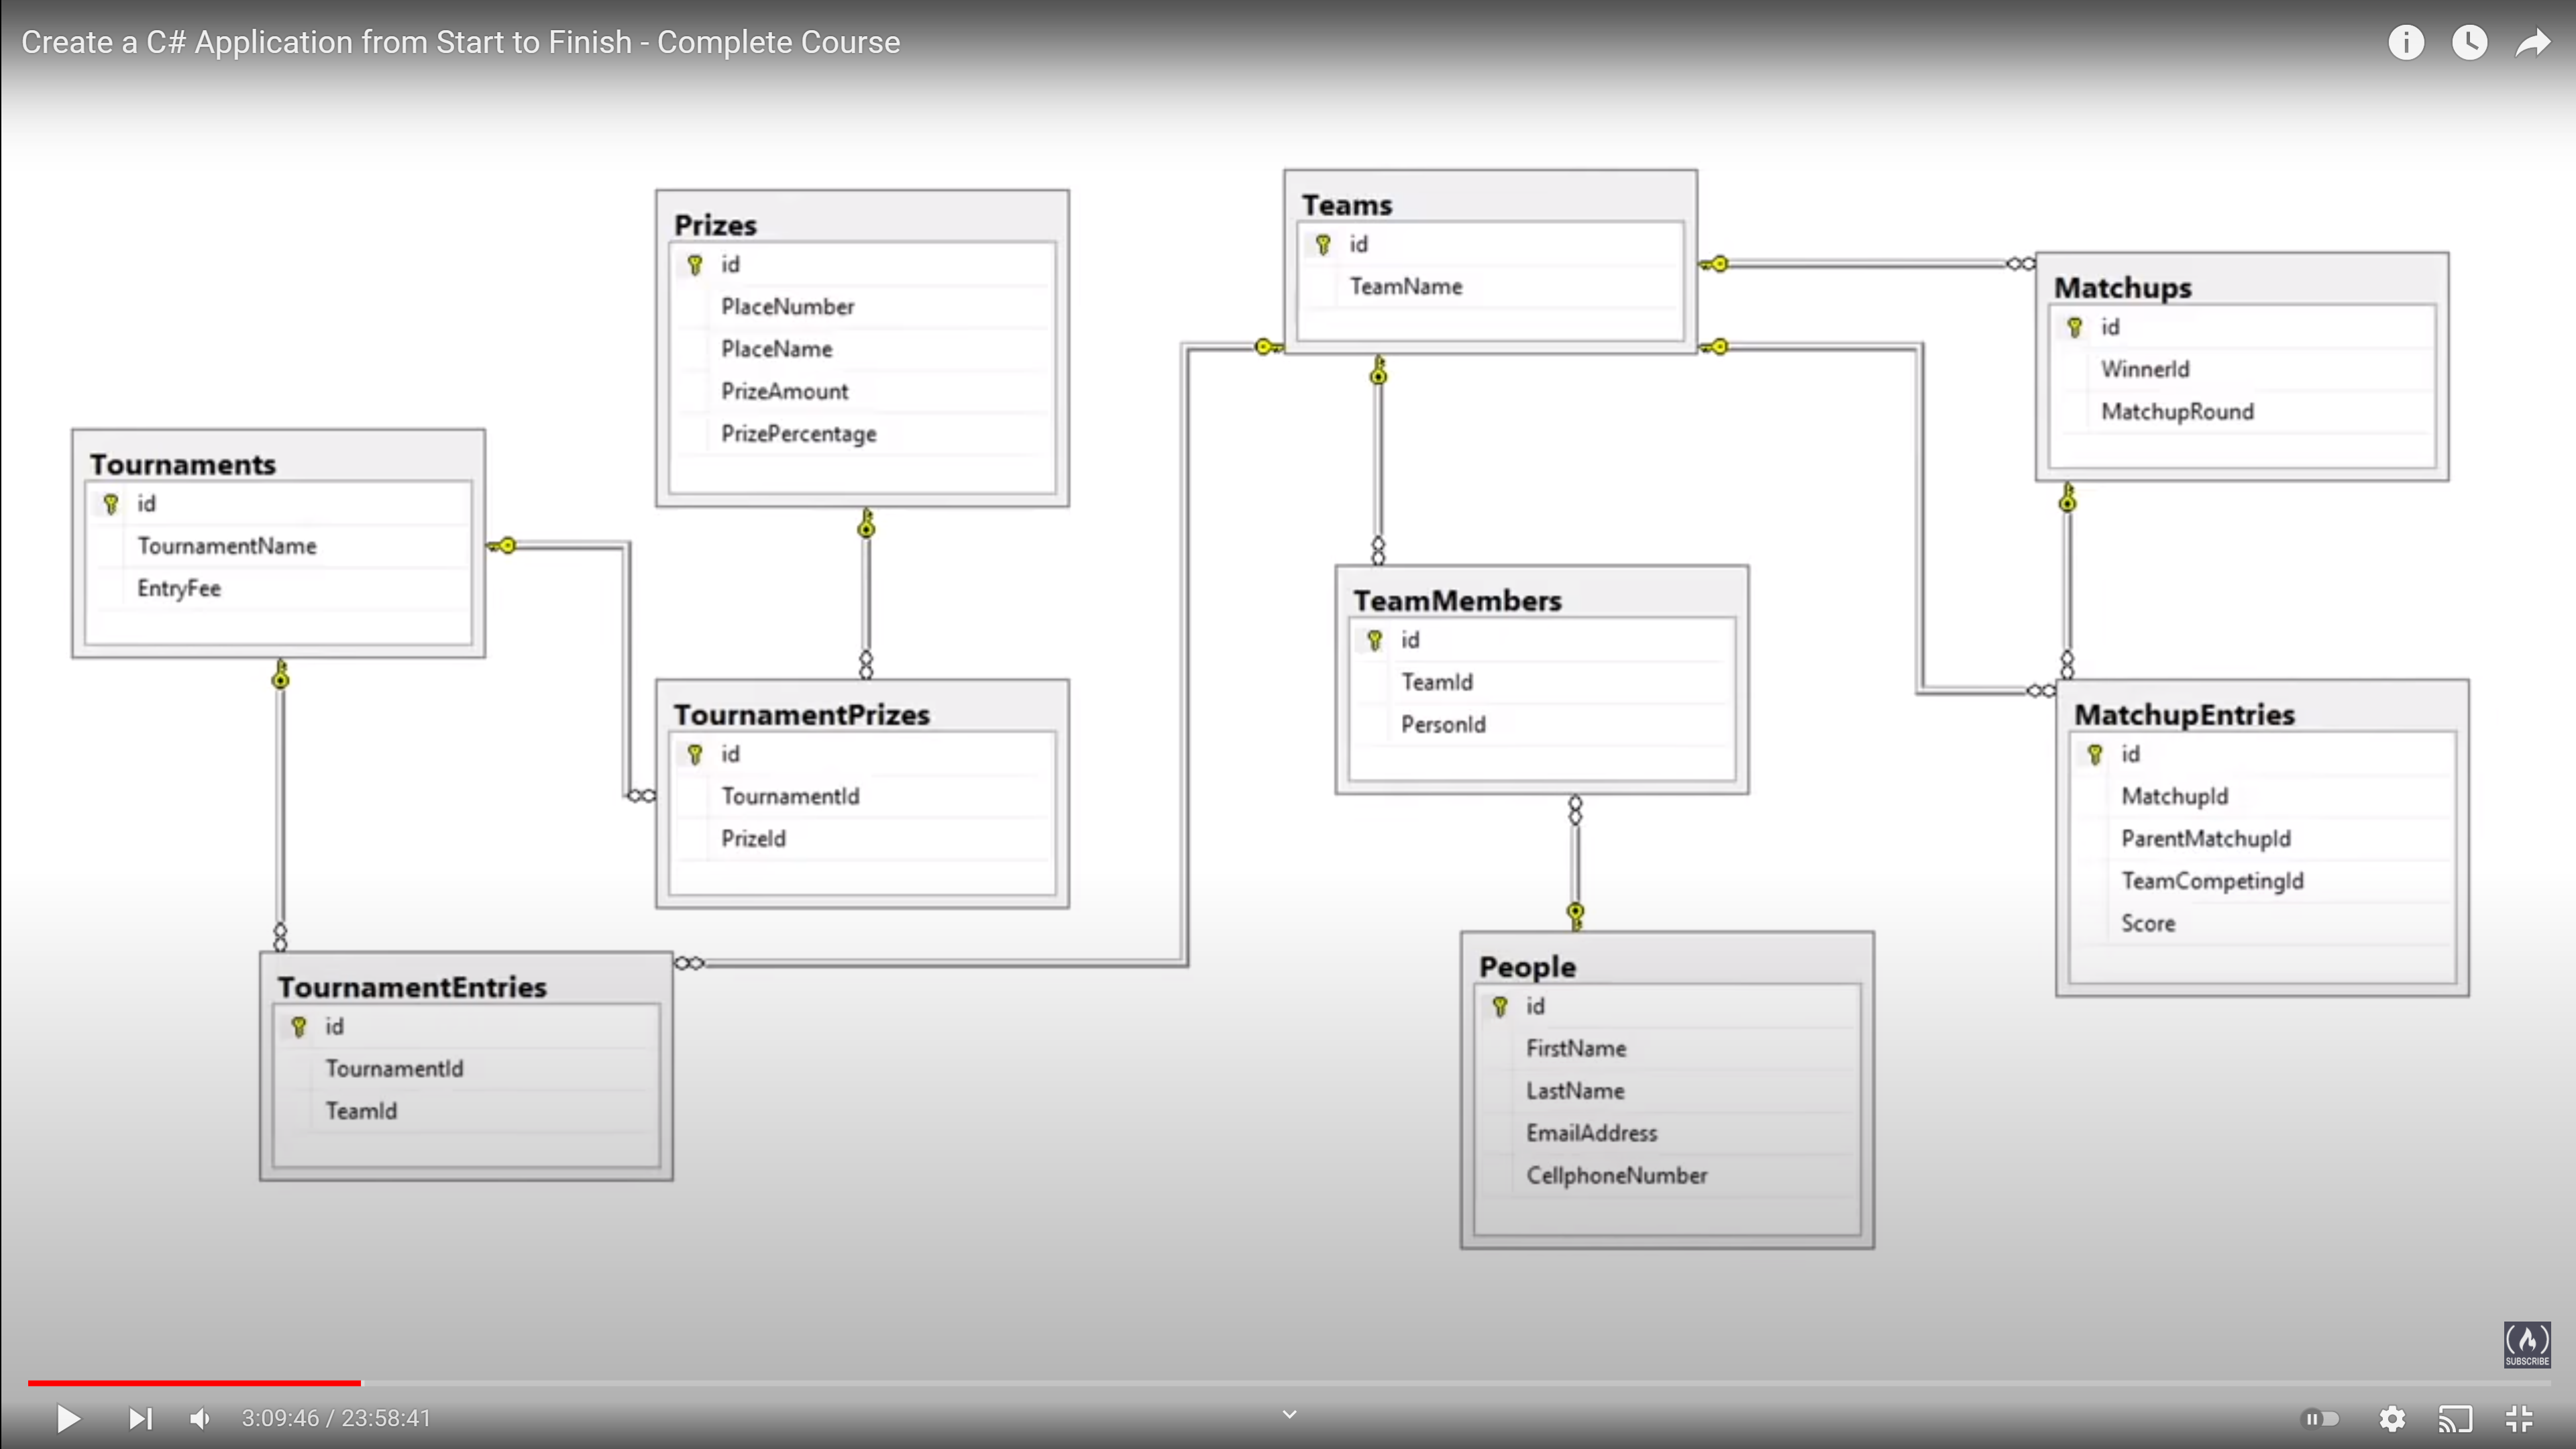 Create a C# Application from Start to Finish - Complete Course
Prizes
id
PlaceNumber
PlaceName
PrizeAmount
PrizePercentage
Teams
id
TeamName
Matchups
id
WinnerId
MatchupRound
Tournaments
id
TournamentName
EntryFee
TournamentPrizes
id
TournamentId
PrizeId
TeamMembers
id
TeamId
PersonId
MatchupEntries
id
MatchupId
ParentMatchupId
TeamCompetingId
Score
TournamentEntries
id
TournamentId
TeamId
People
id
FirstName
LastName
EmailAddress
CellphoneNumber
SUBSCRIBE
3:09:46 / 23:58:41